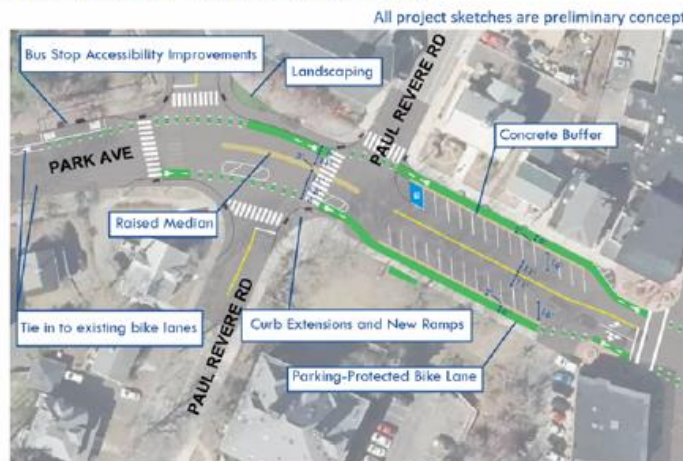 All project sketches are preliminary concept
Bus Stop Accessibility Improvements
Landscaping
PAUL REVERE RD
Concrete Buffer
PARK AVE
Raised Median
Tie in to existing bike lanes
PAUL REVERE RD
Curb Extensions and New Ramps
Parking-Protected Bike Lane